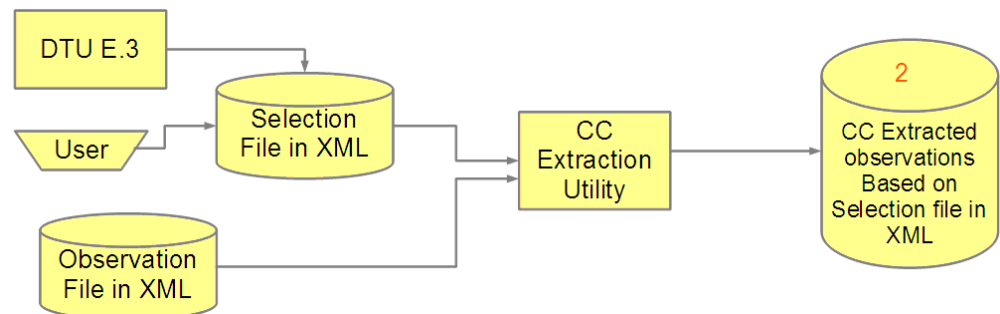 DTU E.3
User
Selection
File in XML
Observation
File in XML
CC
Extraction
Utility
2
CC Extracted
observations
Based on
Selection file in
XML